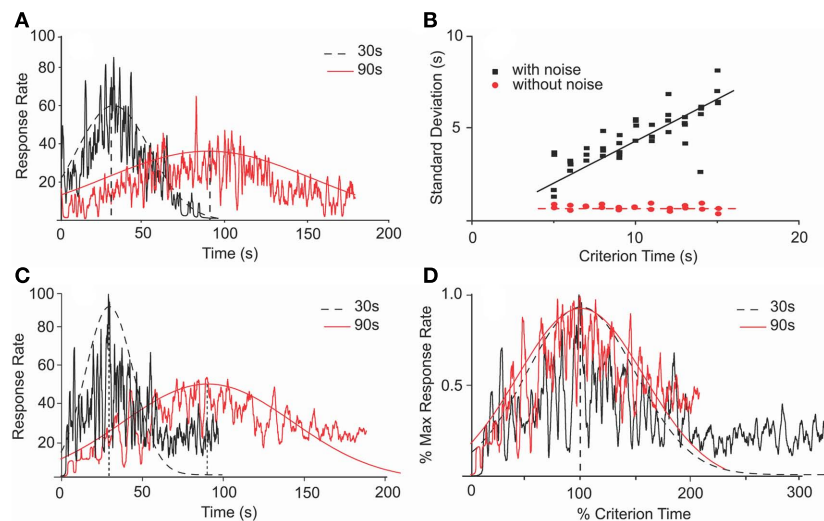 A
B
Response Rate
100
80
60
40
20
0
50
100
150
200
Time (s)
30s
90s
Standard Deviation (s)
10
5
0
0
10
20
Criterion Time (s)
with noise
without noise
C
D
Response Rate
100
80
60
40
20
0
50
100
150
200
Time (s)
30s
90s
% Max Response Rate
1.0
0.5
0
0
100
200
300
% Criterion Time
30s
90s